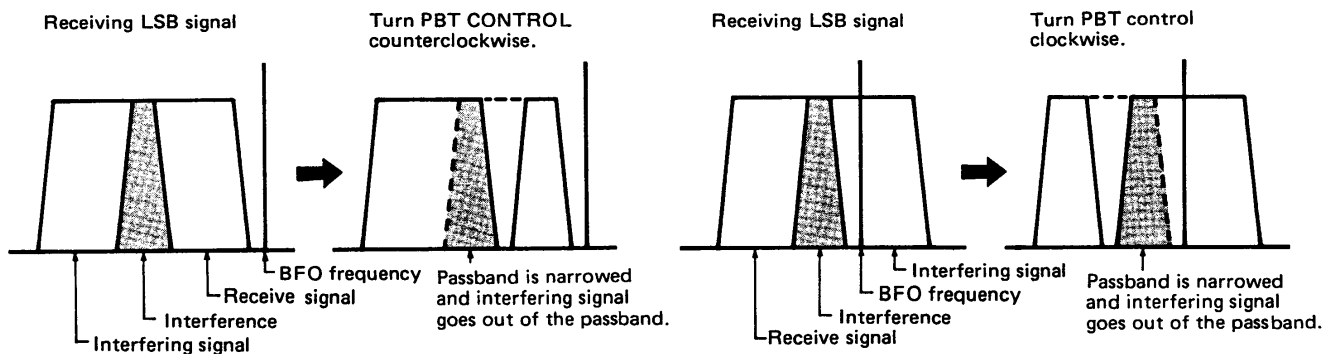 Receiving LSB signal
Turn PBT CONTROL
counterclockwise.
BFO frequency
Receive signal
Interference
Interfering signal
Passband is narrowed
and interfering signal
goes out of the passband.
Receiving LSB signal
Turn PBT control
clockwise.
Interfering signal
BFO frequency
Interference
Receive signal
Passband is narrowed
and interfering signal
goes out of the passband.